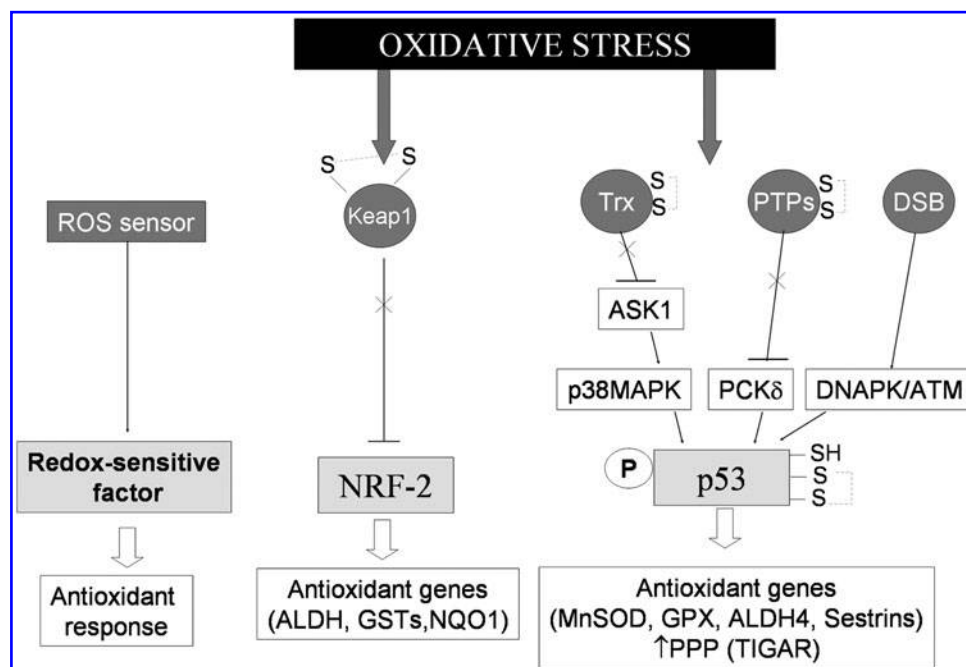 OXIDATIVE STRESS
ROS sensor
Redox-sensitive
factor
Antioxidant
response
S S
Keap1
NRF-2
Antioxidant genes
(ALDH, GSTs,NQO1)
Trx
S
S
PTPs
S
S
DSB
ASK1
p38MAPK
PCKδ
DNAPK/ATM
P
p53
SH
S
S
Antioxidant genes
(MnSOD, GPX, ALDH4, Sestrins)
↑PPP (TIGAR)